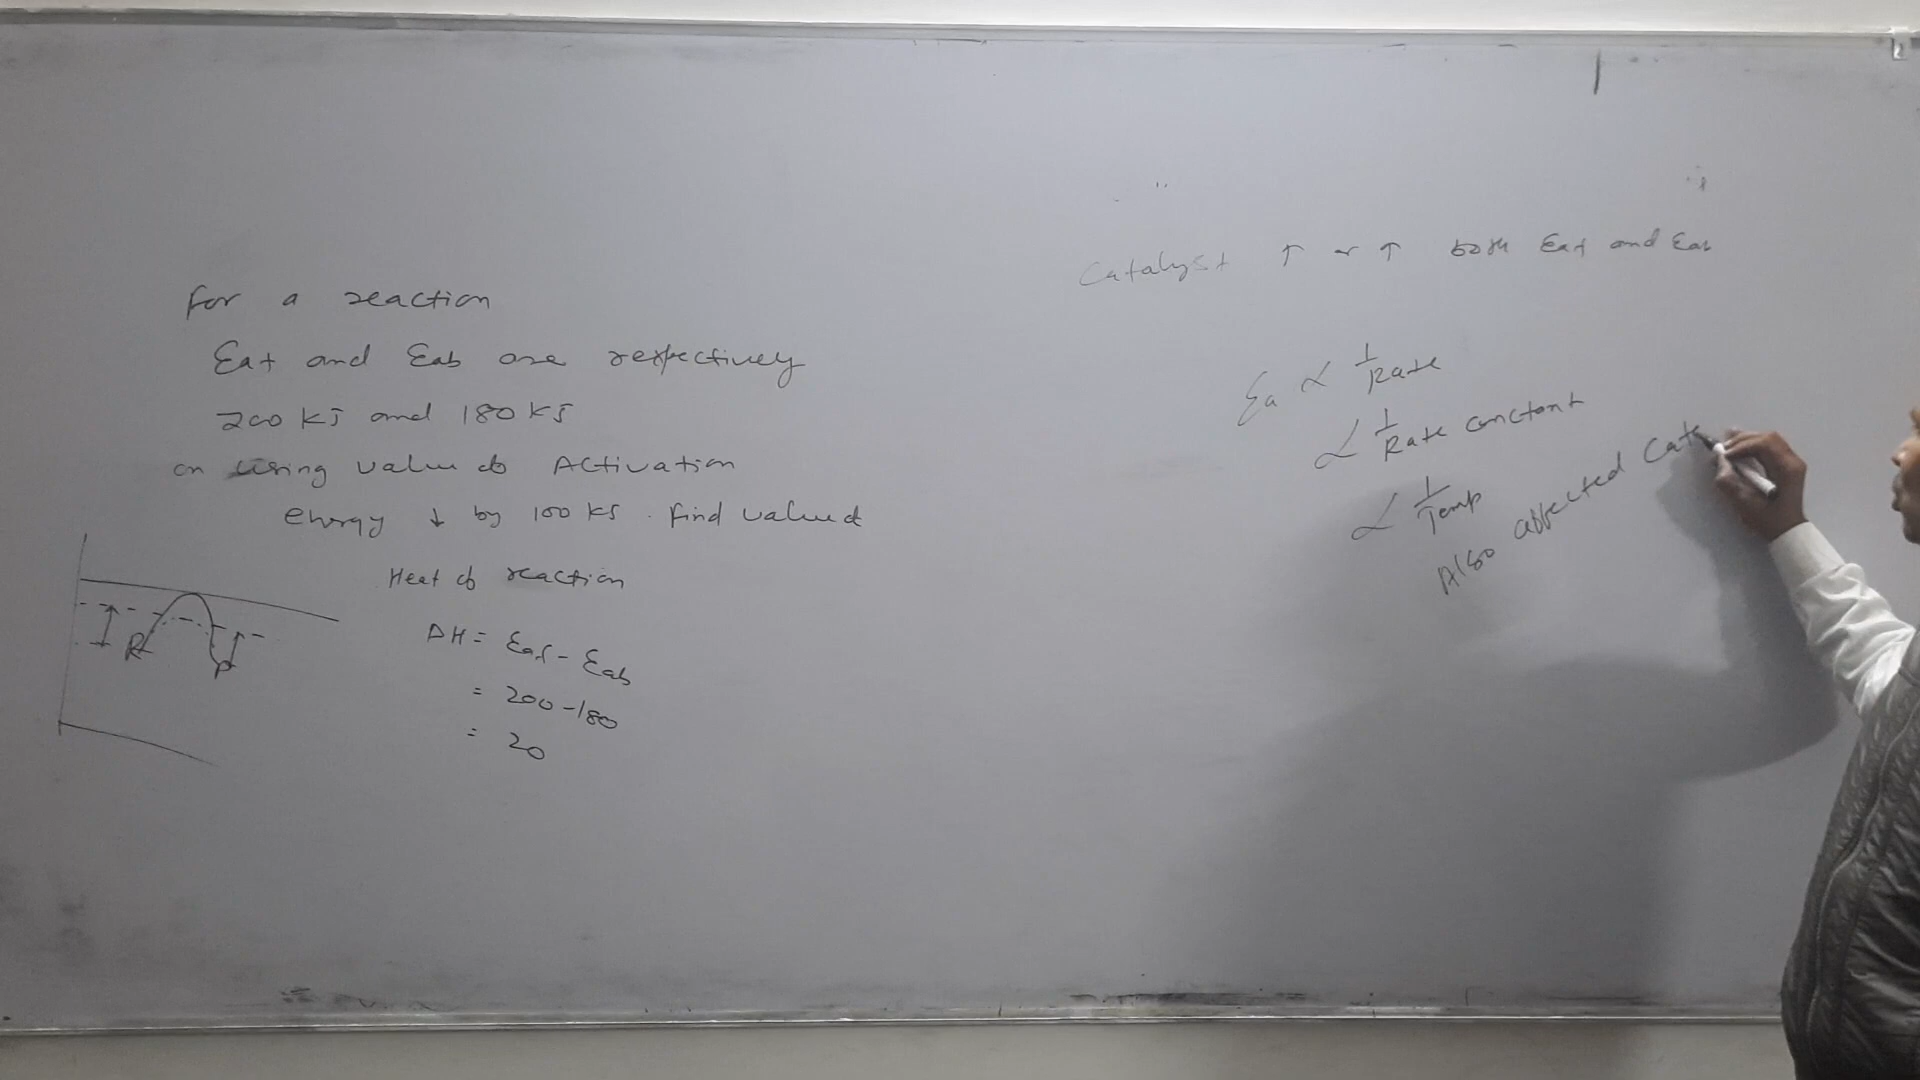 For a reaction
Eaf and Eab are respectively
200 KJ and 180 KJ
on using value of Activation
energy ↓ by 100 KJ. Find value of
Heat of reaction
ΔH = Eaf - Eab
= 200 - 180
= 20
R
P
Catalyst ↑ or ↑ both Eaf and Eab
Ea ∝ 1/Rate
∝ 1/Rate constant
∝ 1/Temp
Also affected Cat